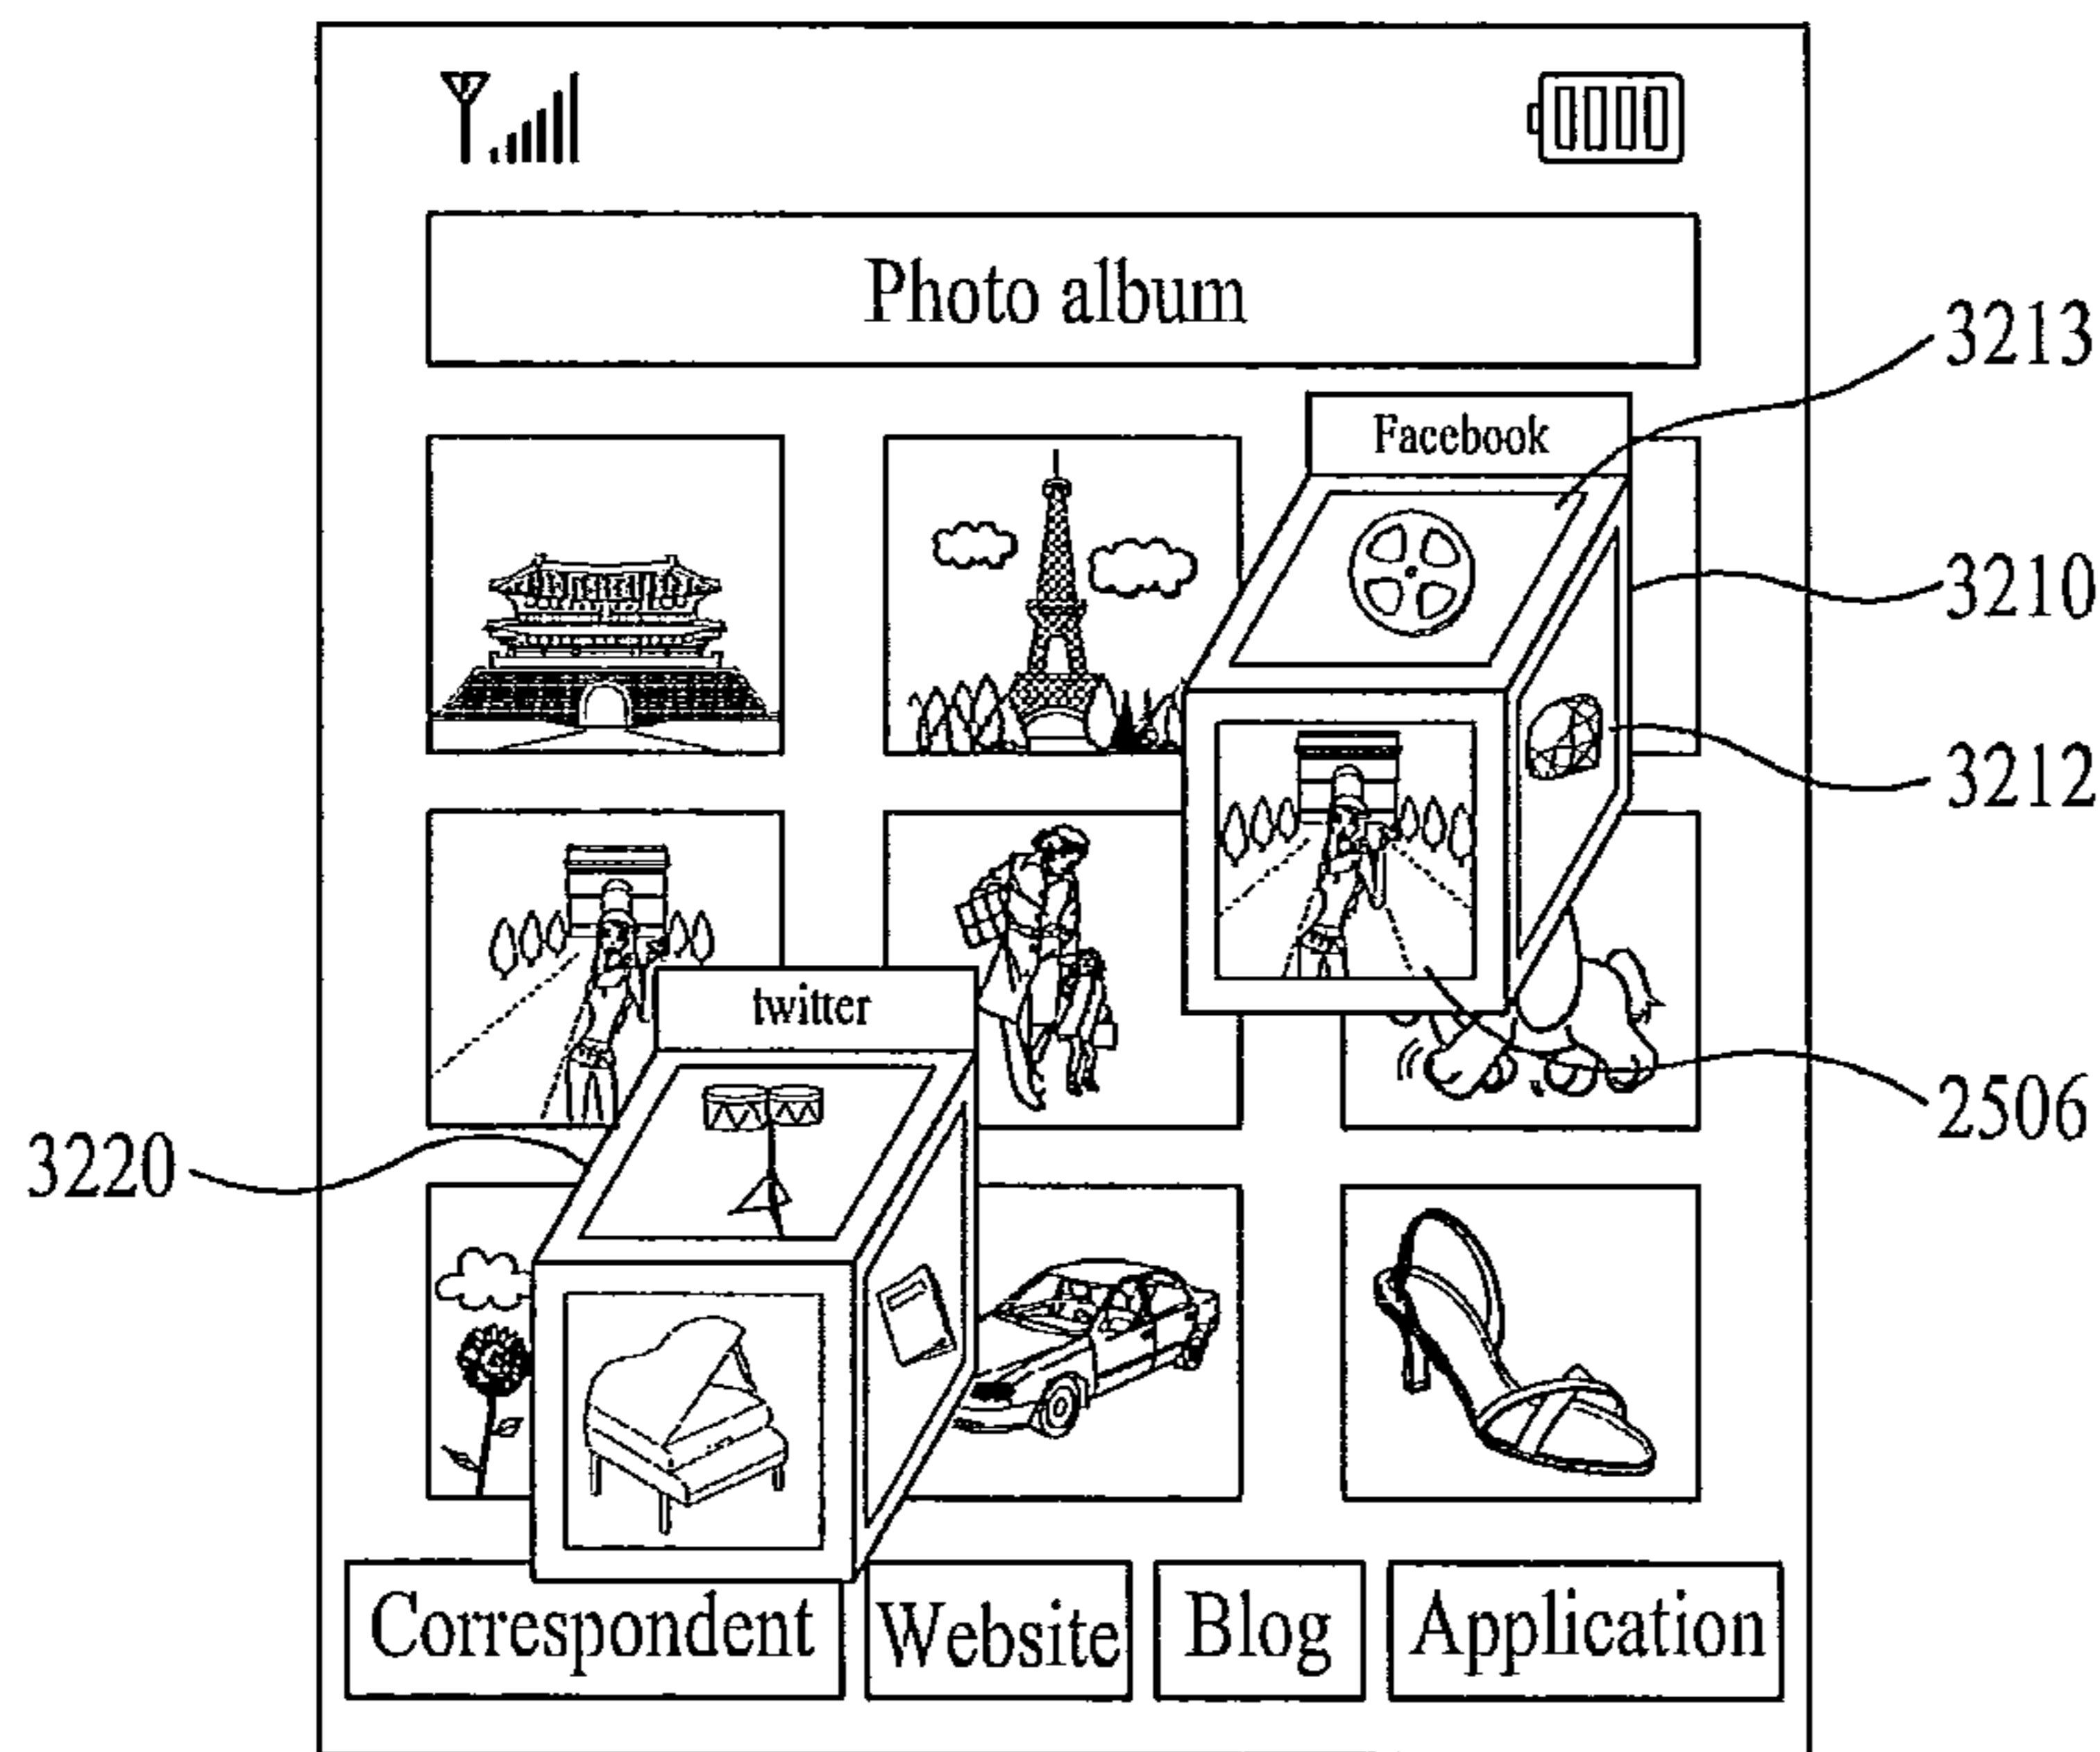 Photo album
3213
Facebook
3210
3212
twitter
2506
3220
Correspondent
Website
Blog
Application